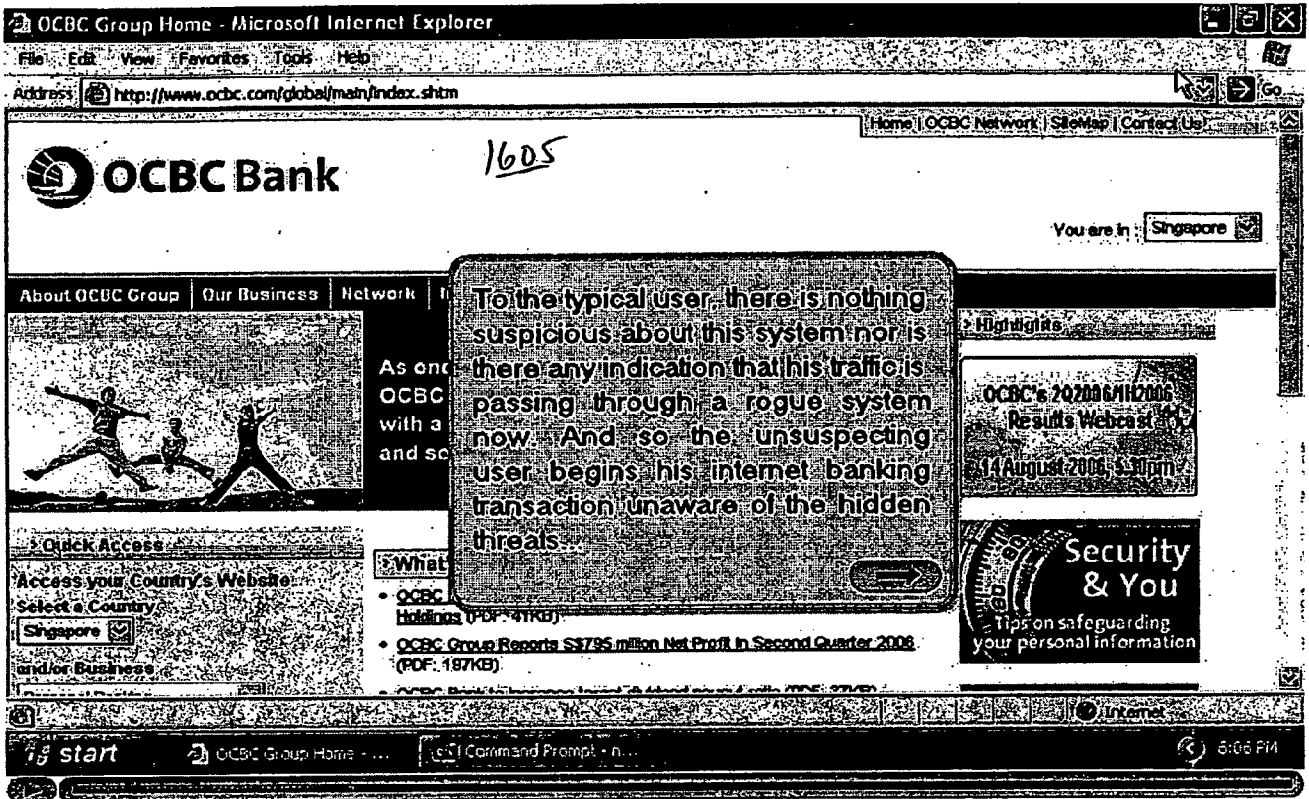 OCBC Group Home - Microsoft Internet Explorer
File Edit View Favorites Tools Help
Address http://www.ocbc.com/global/main/index.shtm Go
Home | OCBC Network | SiteMap | Contact Us
OCBC Bank
1605
You are in : Singapore
About OCBC Group | Our Business | Network
To the typical user, there is nothing
suspicious about this system nor is
there any indication that his traffic is
passing through a rogue system
now. And so the unsuspecting
user begins his internet banking
transaction unaware of the hidden
threats...
As one
OCBC
with a
and so
> Highlights
OCBC's 2Q2006/1H2006
Results Webcast
14 August 2006, 5.30pm
Security
& You
Tips on safeguarding
your personal information
> Quick Access
Access your Country's Website
Select a Country
Singapore
and/or Business
> What
• OCBC
Holdings (PDF: 41KB)
• OCBC Group Reports S$795 million Net Profit in Second Quarter 2006
(PDF: 197KB)
Internet
start OCBC Group Home - ... Command Prompt - n... 6:06 PM